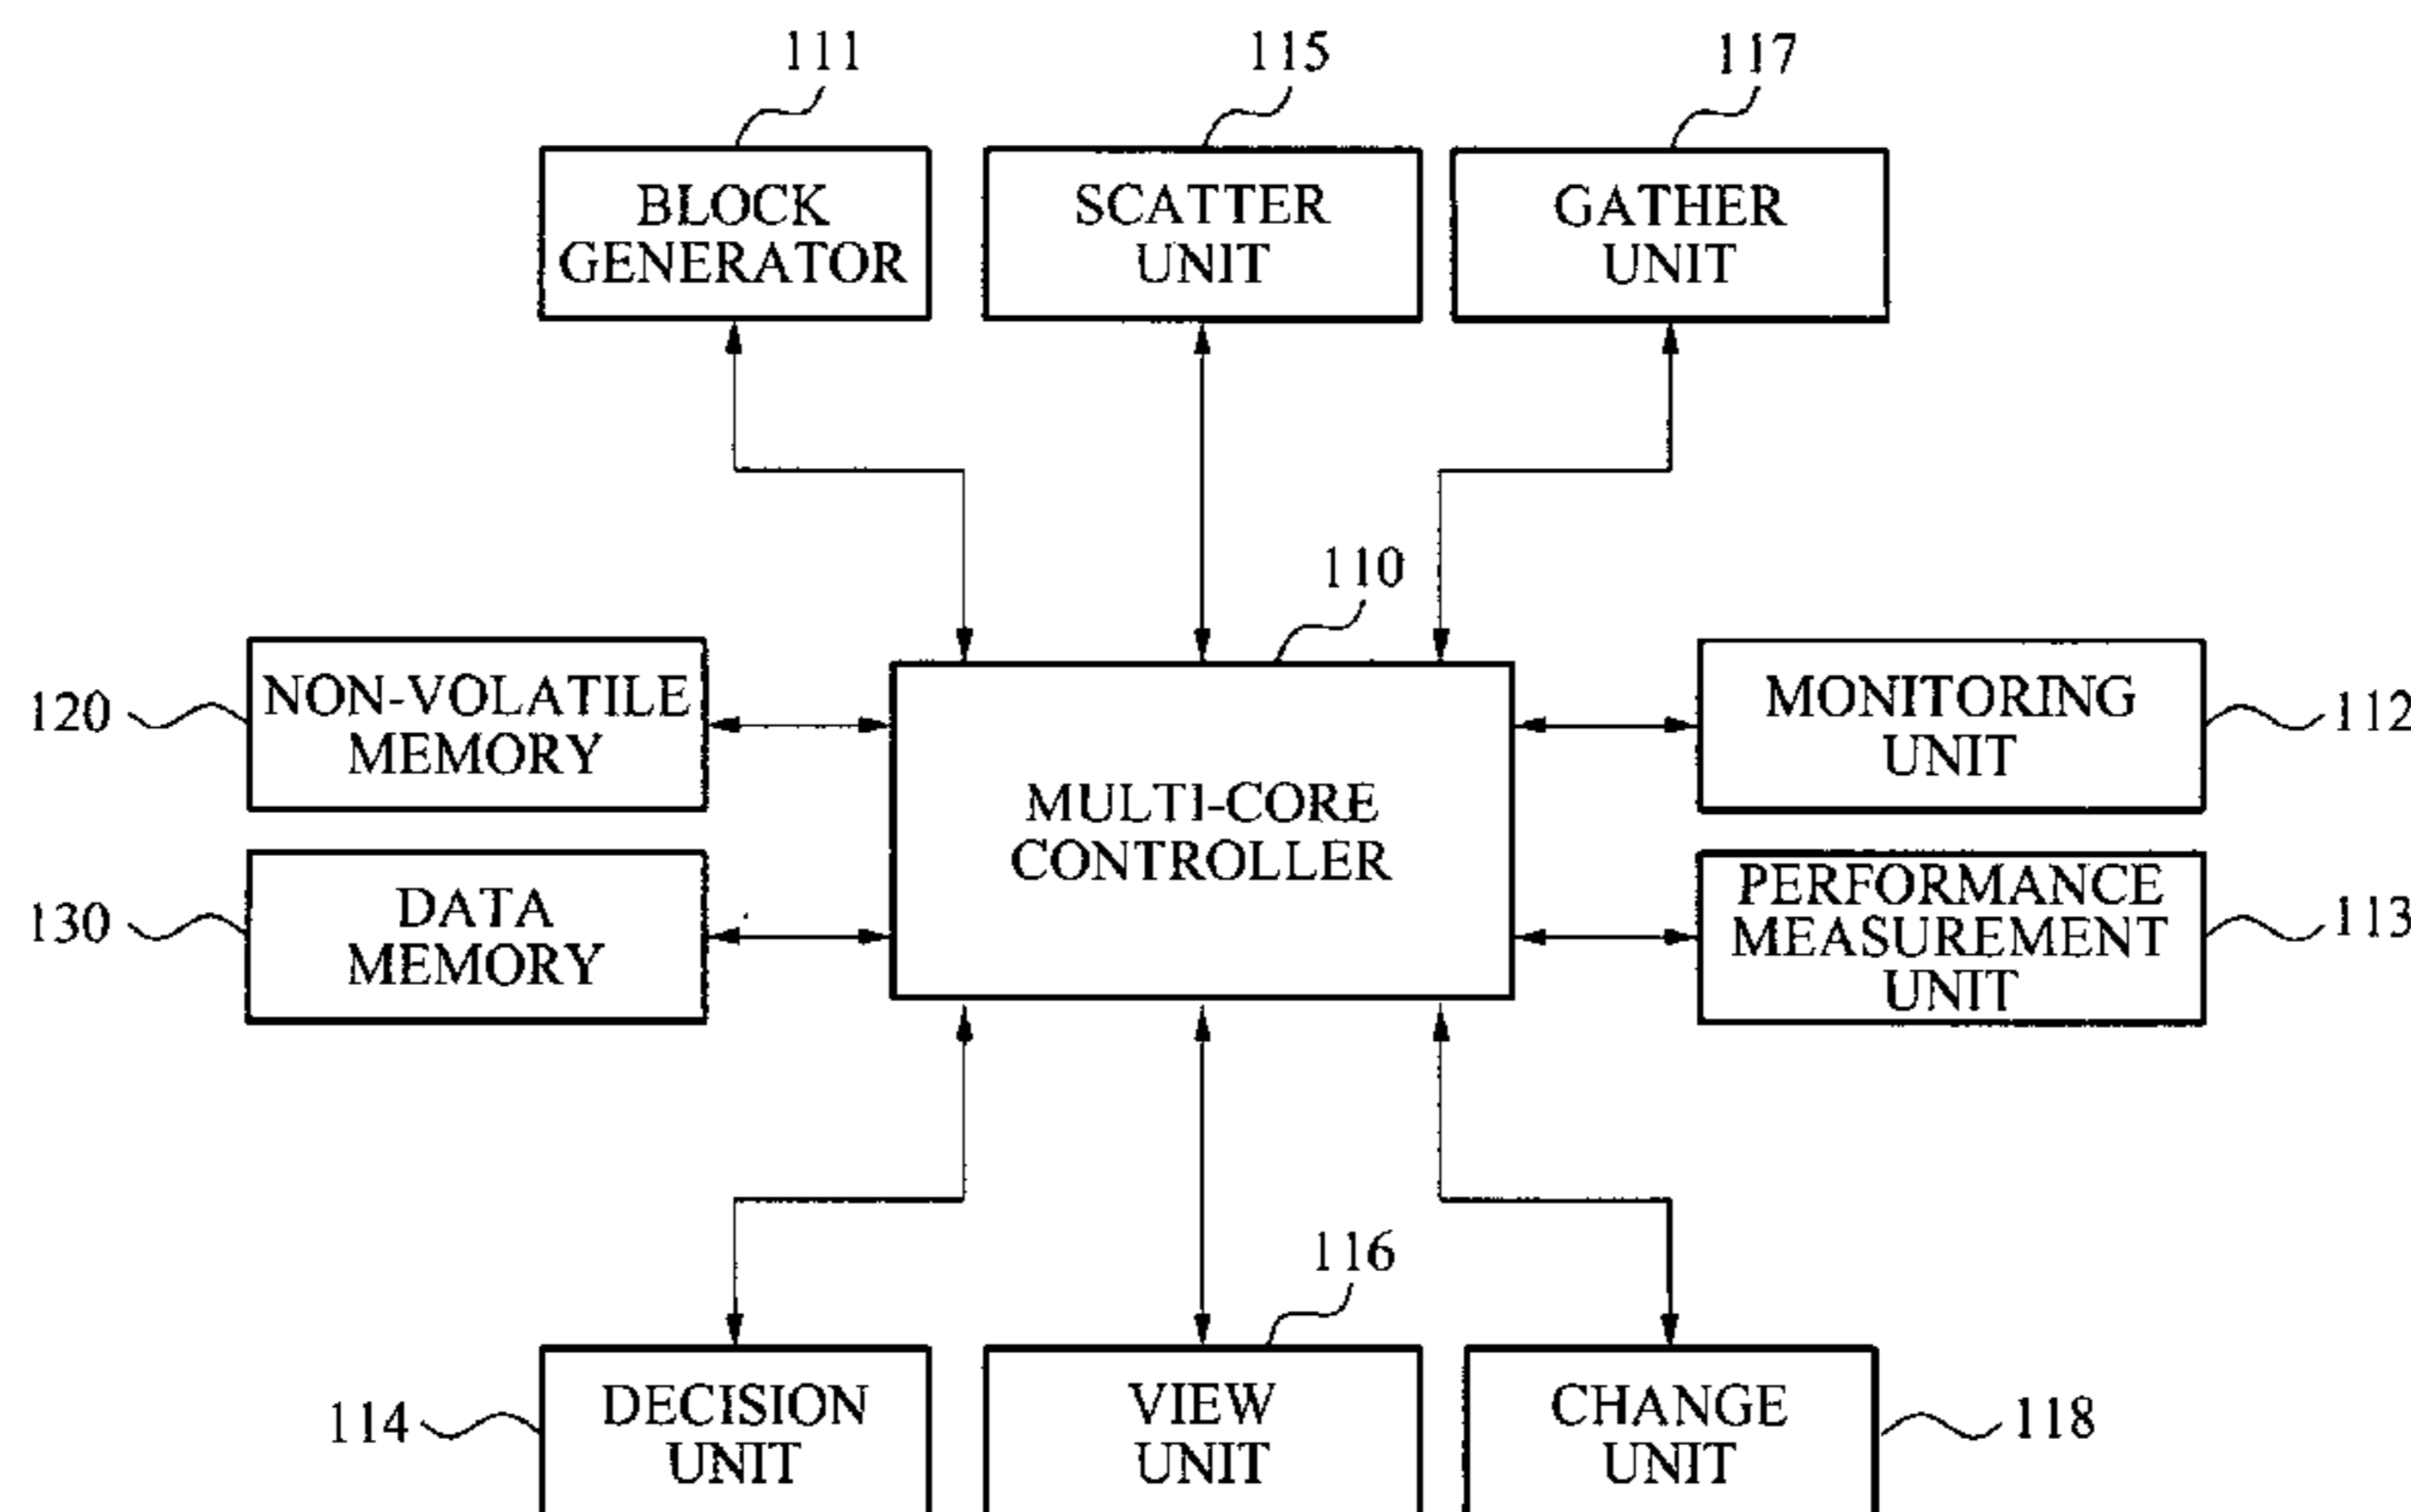 111
115
117
BLOCK
GENERATOR
SCATTER
UNIT
GATHER
UNIT
110
120
NON-VOLATILE
MEMORY
MULTI-CORE
CONTROLLER
MONITORING
UNIT
112
130
DATA
MEMORY
PERFORMANCE
MEASUREMENT
UNIT
113
116
114
DECISION
UNIT
VIEW
UNIT
CHANGE
UNIT
118